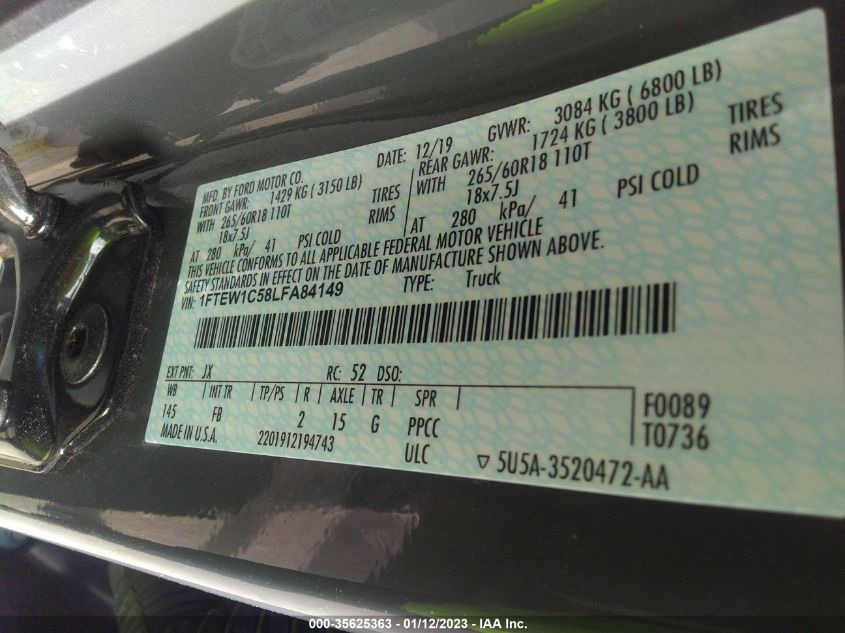 MFD. BY FORD MOTOR CO.
DATE: 12/19 GVWR: 3084 KG ( 6800 LB)
FRONT GAWR: 1429 KG ( 3150 LB) REAR GAWR: 1724 KG ( 3800 LB)
WITH 265/60R18 110T TIRES WITH 265/60R18 110T TIRES
18x7.5J RIMS 18x7.5J RIMS
AT 280 kPa/ 41 PSI COLD AT 280 kPa/ 41 PSI COLD
THIS VEHICLE CONFORMS TO ALL APPLICABLE FEDERAL MOTOR VEHICLE
SAFETY STANDARDS IN EFFECT ON THE DATE OF MANUFACTURE SHOWN ABOVE.
VIN: 1FTEW1C58LFA84149 TYPE: Truck
EXT PNT: JX RC: 52 DSO:
WB INT TR TP/PS R AXLE TR SPR
145 FB 2 15 G PPCC F0089
MADE IN U.S.A. 2201912194743 ULC T0736
▽ 5U5A-3520472-AA
000-35625363 - 01/12/2023 - IAA Inc.